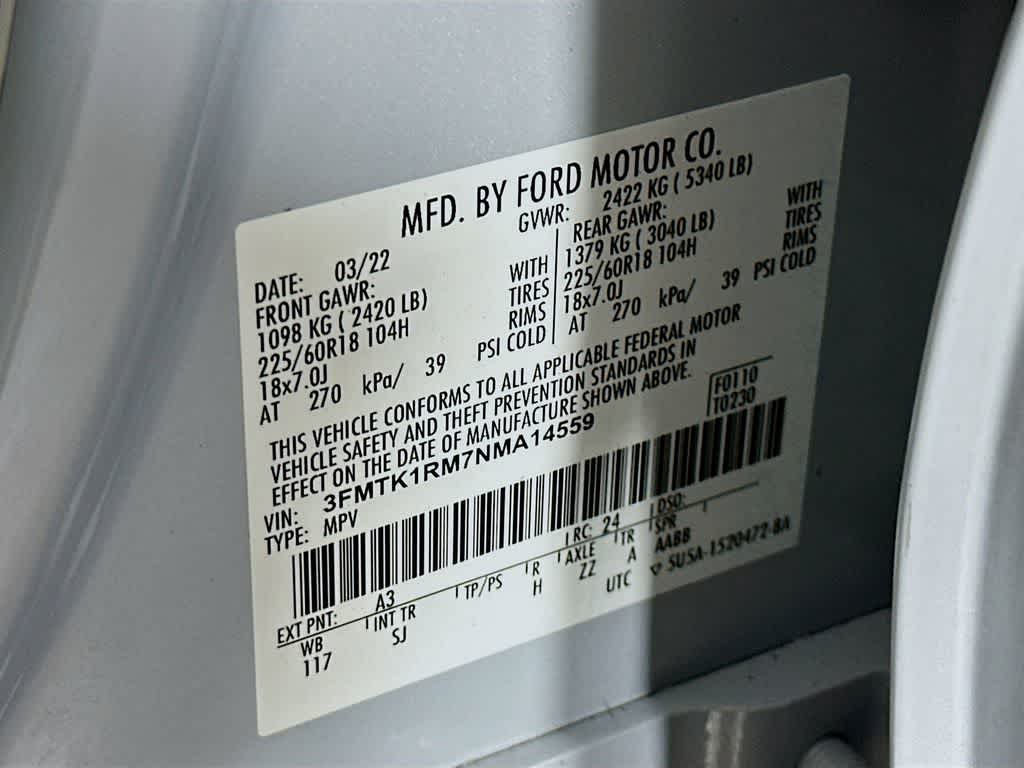 MFD. BY FORD MOTOR CO.
DATE: 03/22
GVWR: 2422 KG ( 5340 LB)
FRONT GAWR:
1098 KG ( 2420 LB) WITH
225/60R18 104H TIRES
18x7.0J RIMS
AT 270 kPa/ 39 PSI COLD
REAR GAWR:
1379 KG ( 3040 LB) WITH
225/60R18 104H TIRES
18x7.0J RIMS
AT 270 kPa/ 39 PSI COLD
THIS VEHICLE CONFORMS TO ALL APPLICABLE FEDERAL MOTOR
VEHICLE SAFETY AND THEFT PREVENTION STANDARDS IN
EFFECT ON THE DATE OF MANUFACTURE SHOWN ABOVE.
F0110
T0230
VIN: 3FMTK1RM7NMA14559
TYPE: MPV
EXT PNT: A3 RC: 24 DSO:
WB INT TR TP/PS R AXLE TR SPR
117 SJ H ZZ A AABB
UTC 5U5A-1520472-BA